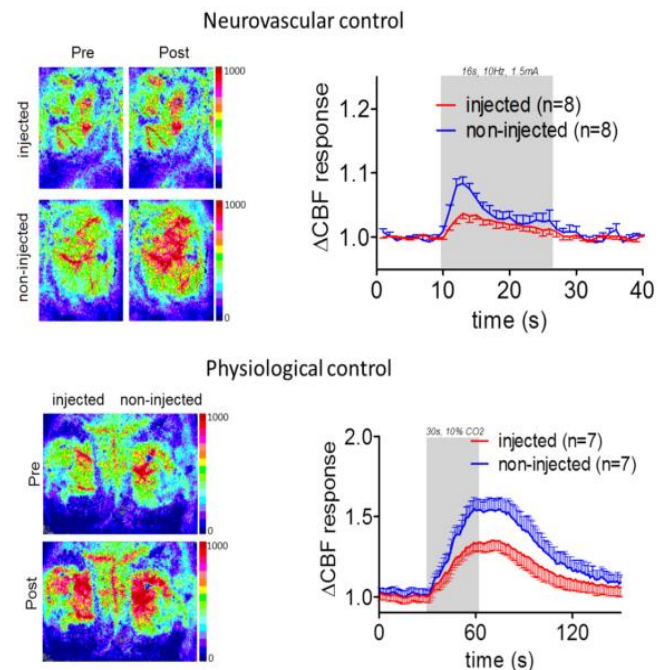 Neurovascular control
Pre Post
injected
non-injected
1000
0
1000
0
16s, 10Hz, 1.5mA
injected (n=8)
non-injected (n=8)
ΔCBF response
1.2
1.1
1.0
0 10 20 30 40
time (s)
Physiological control
injected non-injected
Pre
Post
1000
0
1000
0
30s, 10% CO2
injected (n=7)
non-injected (n=7)
ΔCBF response
2.0
1.5
1.0
0 60 120
time (s)